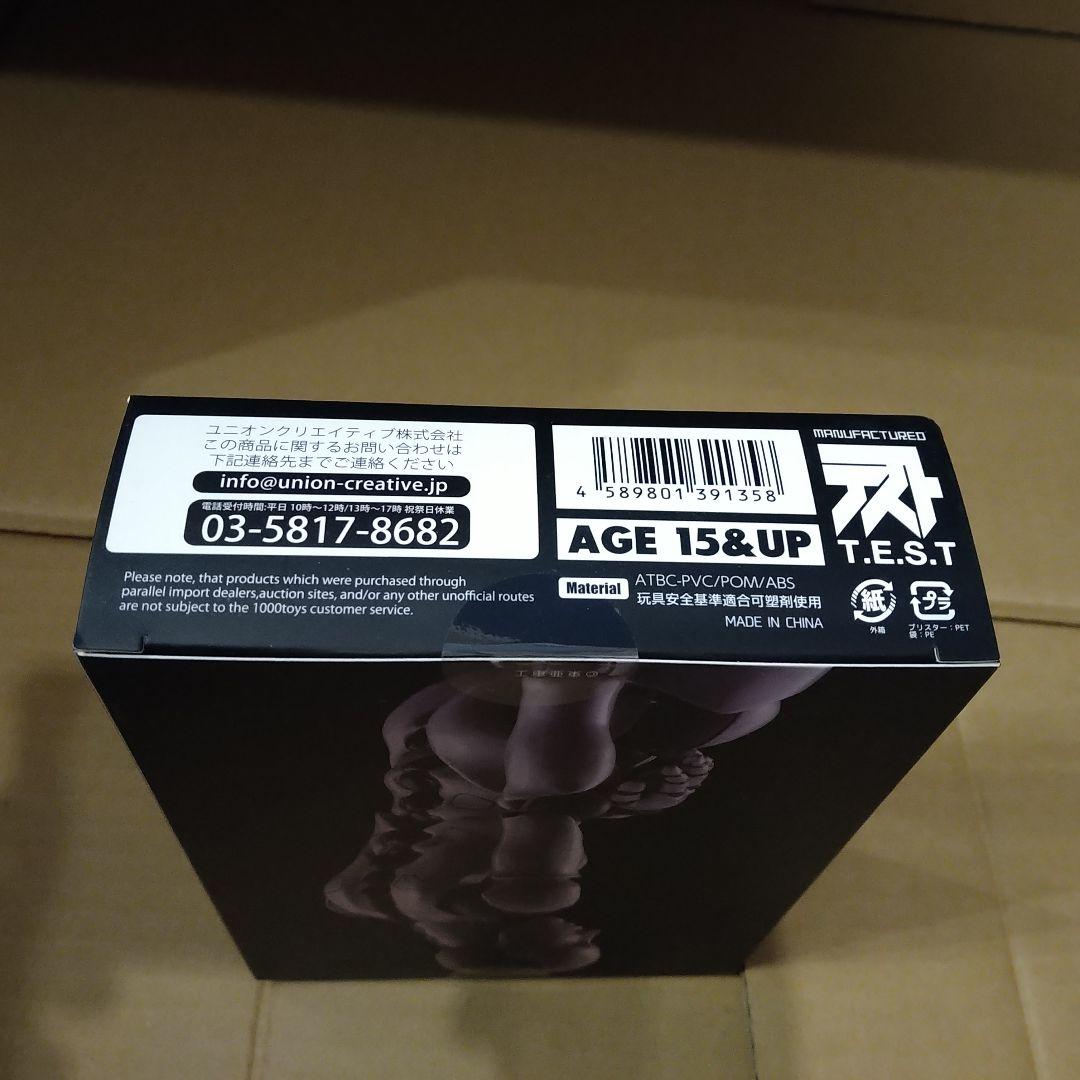 ユニオンクリエイティブ株式会社
この商品に関するお問い合わせは
下記連絡先までご連絡ください
info@union-creative.jp
電話受付時間:平日 10時〜12時/13時〜17時 祝祭日休業
03-5817-8682
Please note, that products which were purchased through
parallel import dealers,auction sites, and/or any other unofficial routes
are not subject to the 1000toys customer service.
4 589801 391358
AGE 15&UP
Material
ATBC-PVC/POM/ABS
玩具安全基準適合可塑剤使用
MADE IN CHINA
MANUFACTURED
T.E.S.T
紙
外箱
プラ
ブリスター：PET
袋：PE